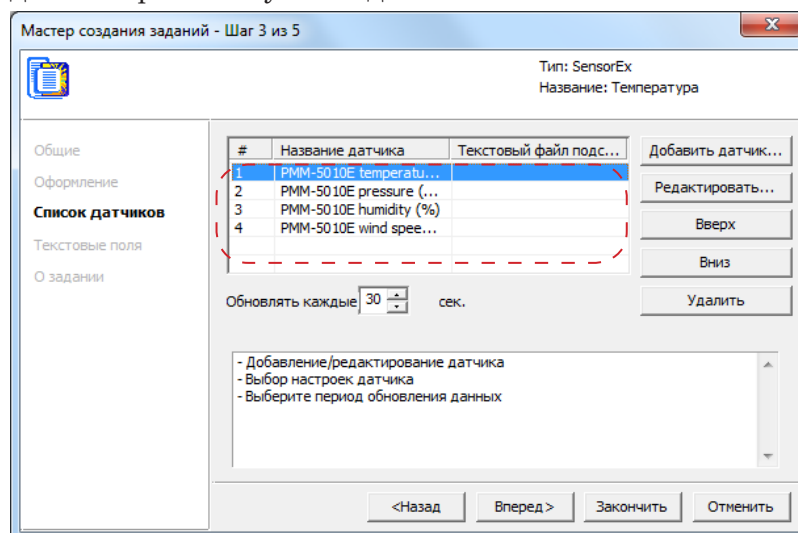 Мастер создания заданий - Шаг 3 из 5
Тип: SensorEx
Название: Температура
Общие
Оформление
Список датчиков
Текстовые поля
О задании
# Название датчика Текстовый файл подс...
1 PMM-5010E temperatu...
2 PMM-5010E pressure (...
3 PMM-5010E humidity (%)
4 PMM-5010E wind spee...
Добавить датчик...
Редактировать...
Вверх
Вниз
Удалить
Обновлять каждые 30 сек.
- Добавление/редактирование датчика
- Выбор настроек датчика
- Выберите период обновления данных
<Назад Вперед> Закончить Отменить